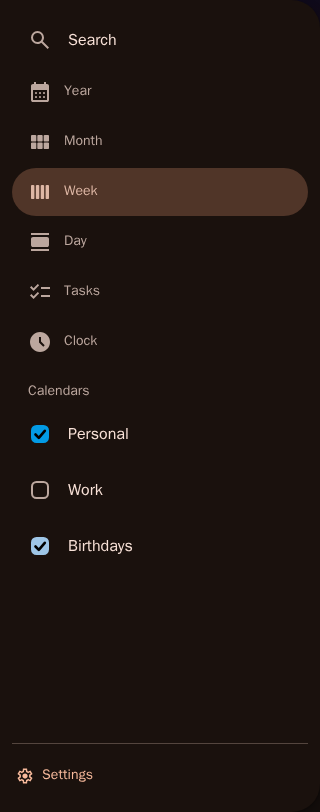 Search
Year
Month
Week
Day
Tasks
Clock
Calendars
Personal
Work
Birthdays
Settings